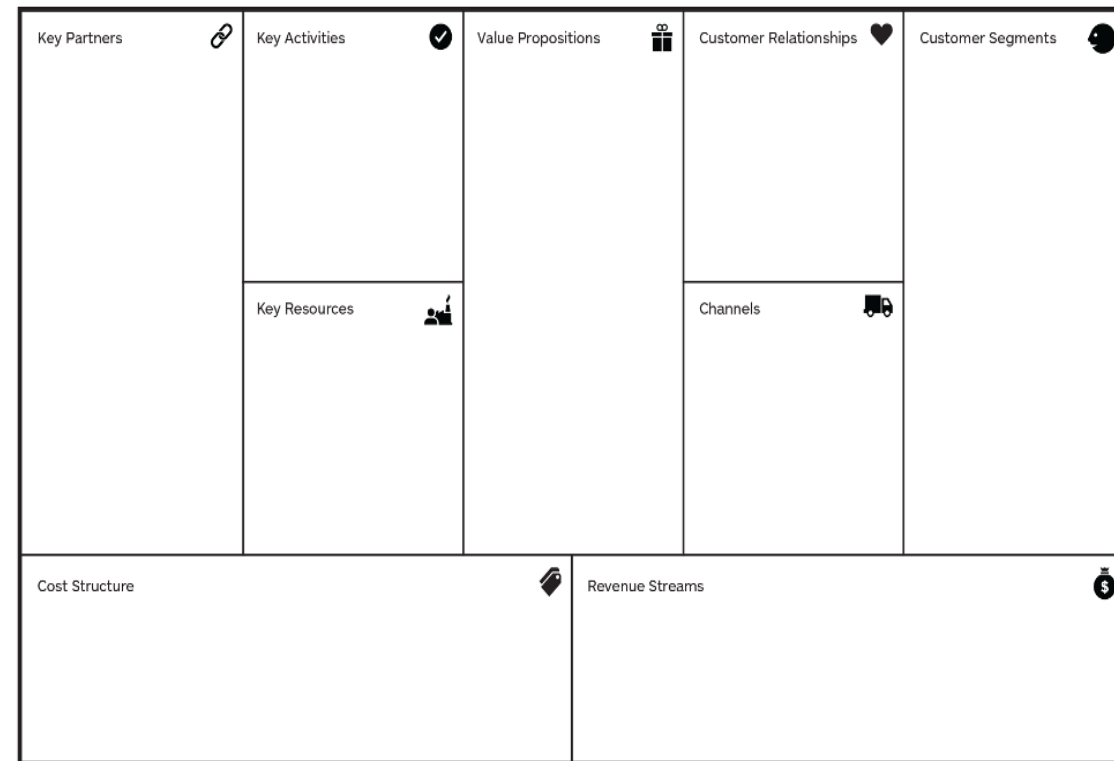 Key Partners
Key Activities
Value Propositions
Customer Relationships
Customer Segments
Key Resources
Channels
Cost Structure
Revenue Streams
$